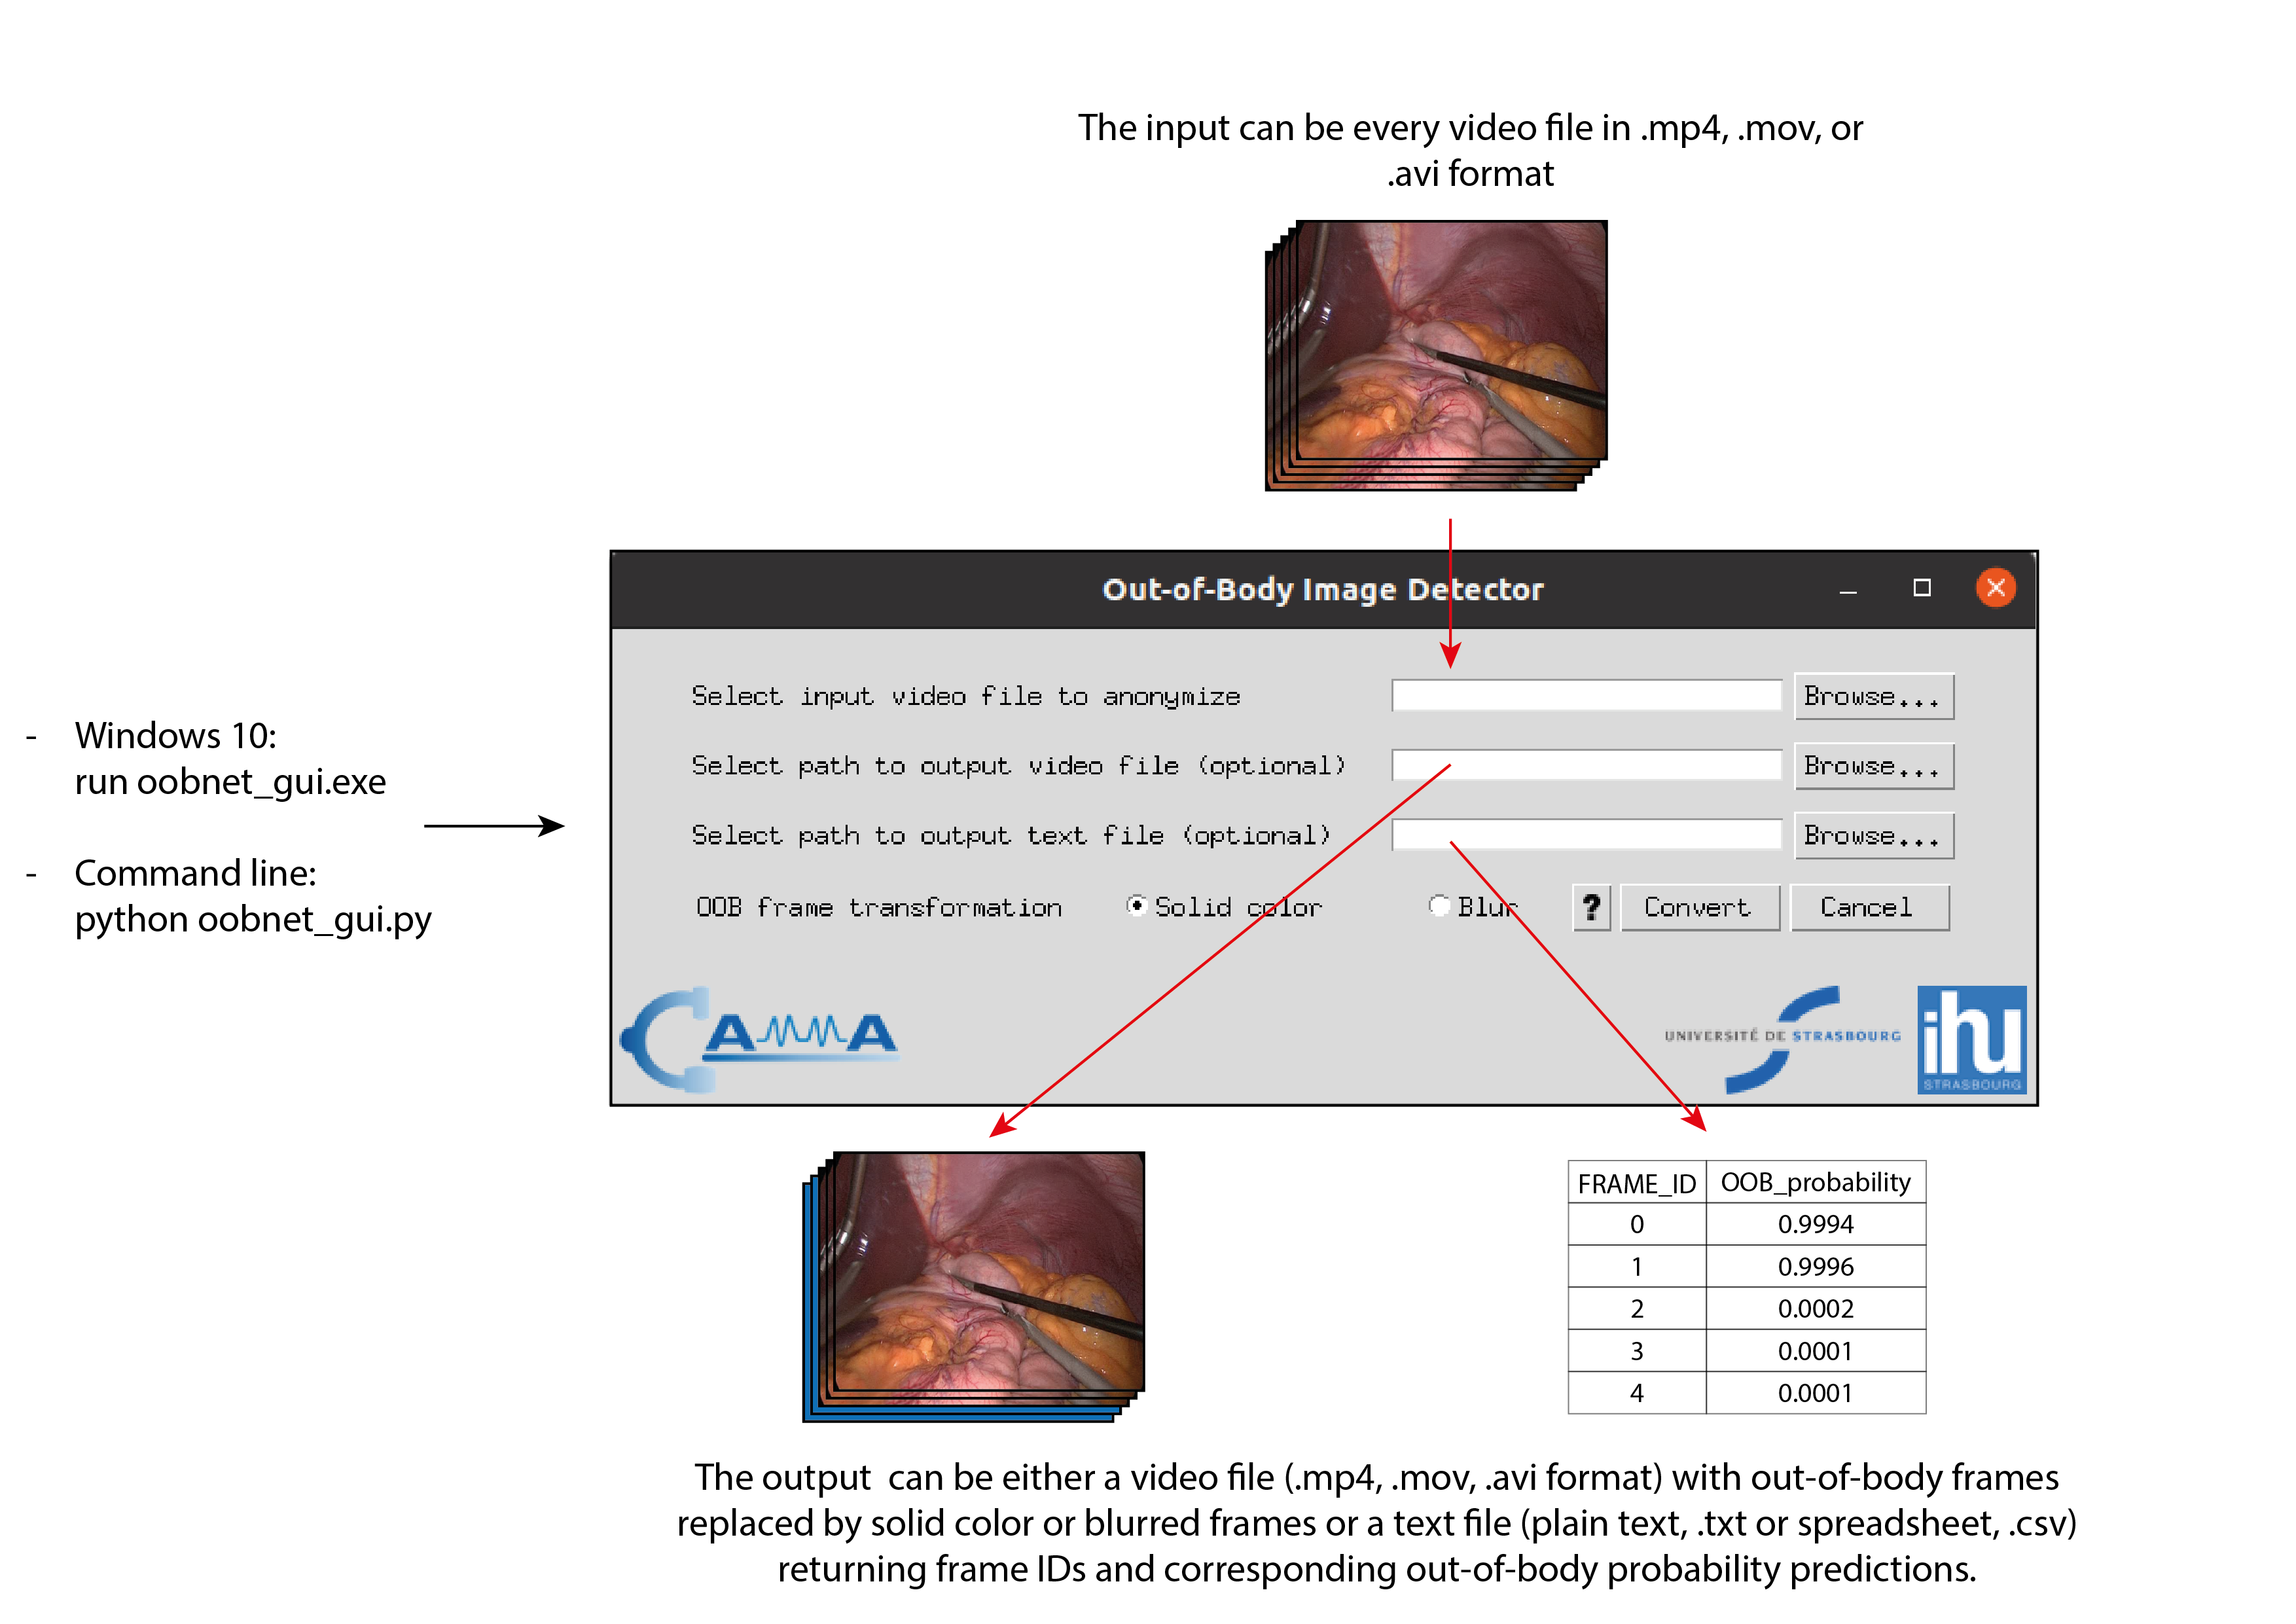 The input can be every video file in .mp4, .mov, or
.avi format
Out-of-Body Image Detector
- Windows 10:
run oobnet_gui.exe
- Command line:
python oobnet_gui.py
Select input video file to anonymize Browse...
Select path to output video file (optional) Browse...
Select path to output text file (optional) Browse...
OOB frame transformation Solid color Blur ? Convert Cancel
CAMMA
UNIVERSITÉ DE STRASBOURG
ihu
STRASBOURG
FRAME_ID OOB_probability
0 0.9994
1 0.9996
2 0.0002
3 0.0001
4 0.0001
The output can be either a video file (.mp4, .mov, .avi format) with out-of-body frames
replaced by solid color or blurred frames or a text file (plain text, .txt or spreadsheet, .csv)
returning frame IDs and corresponding out-of-body probability predictions.